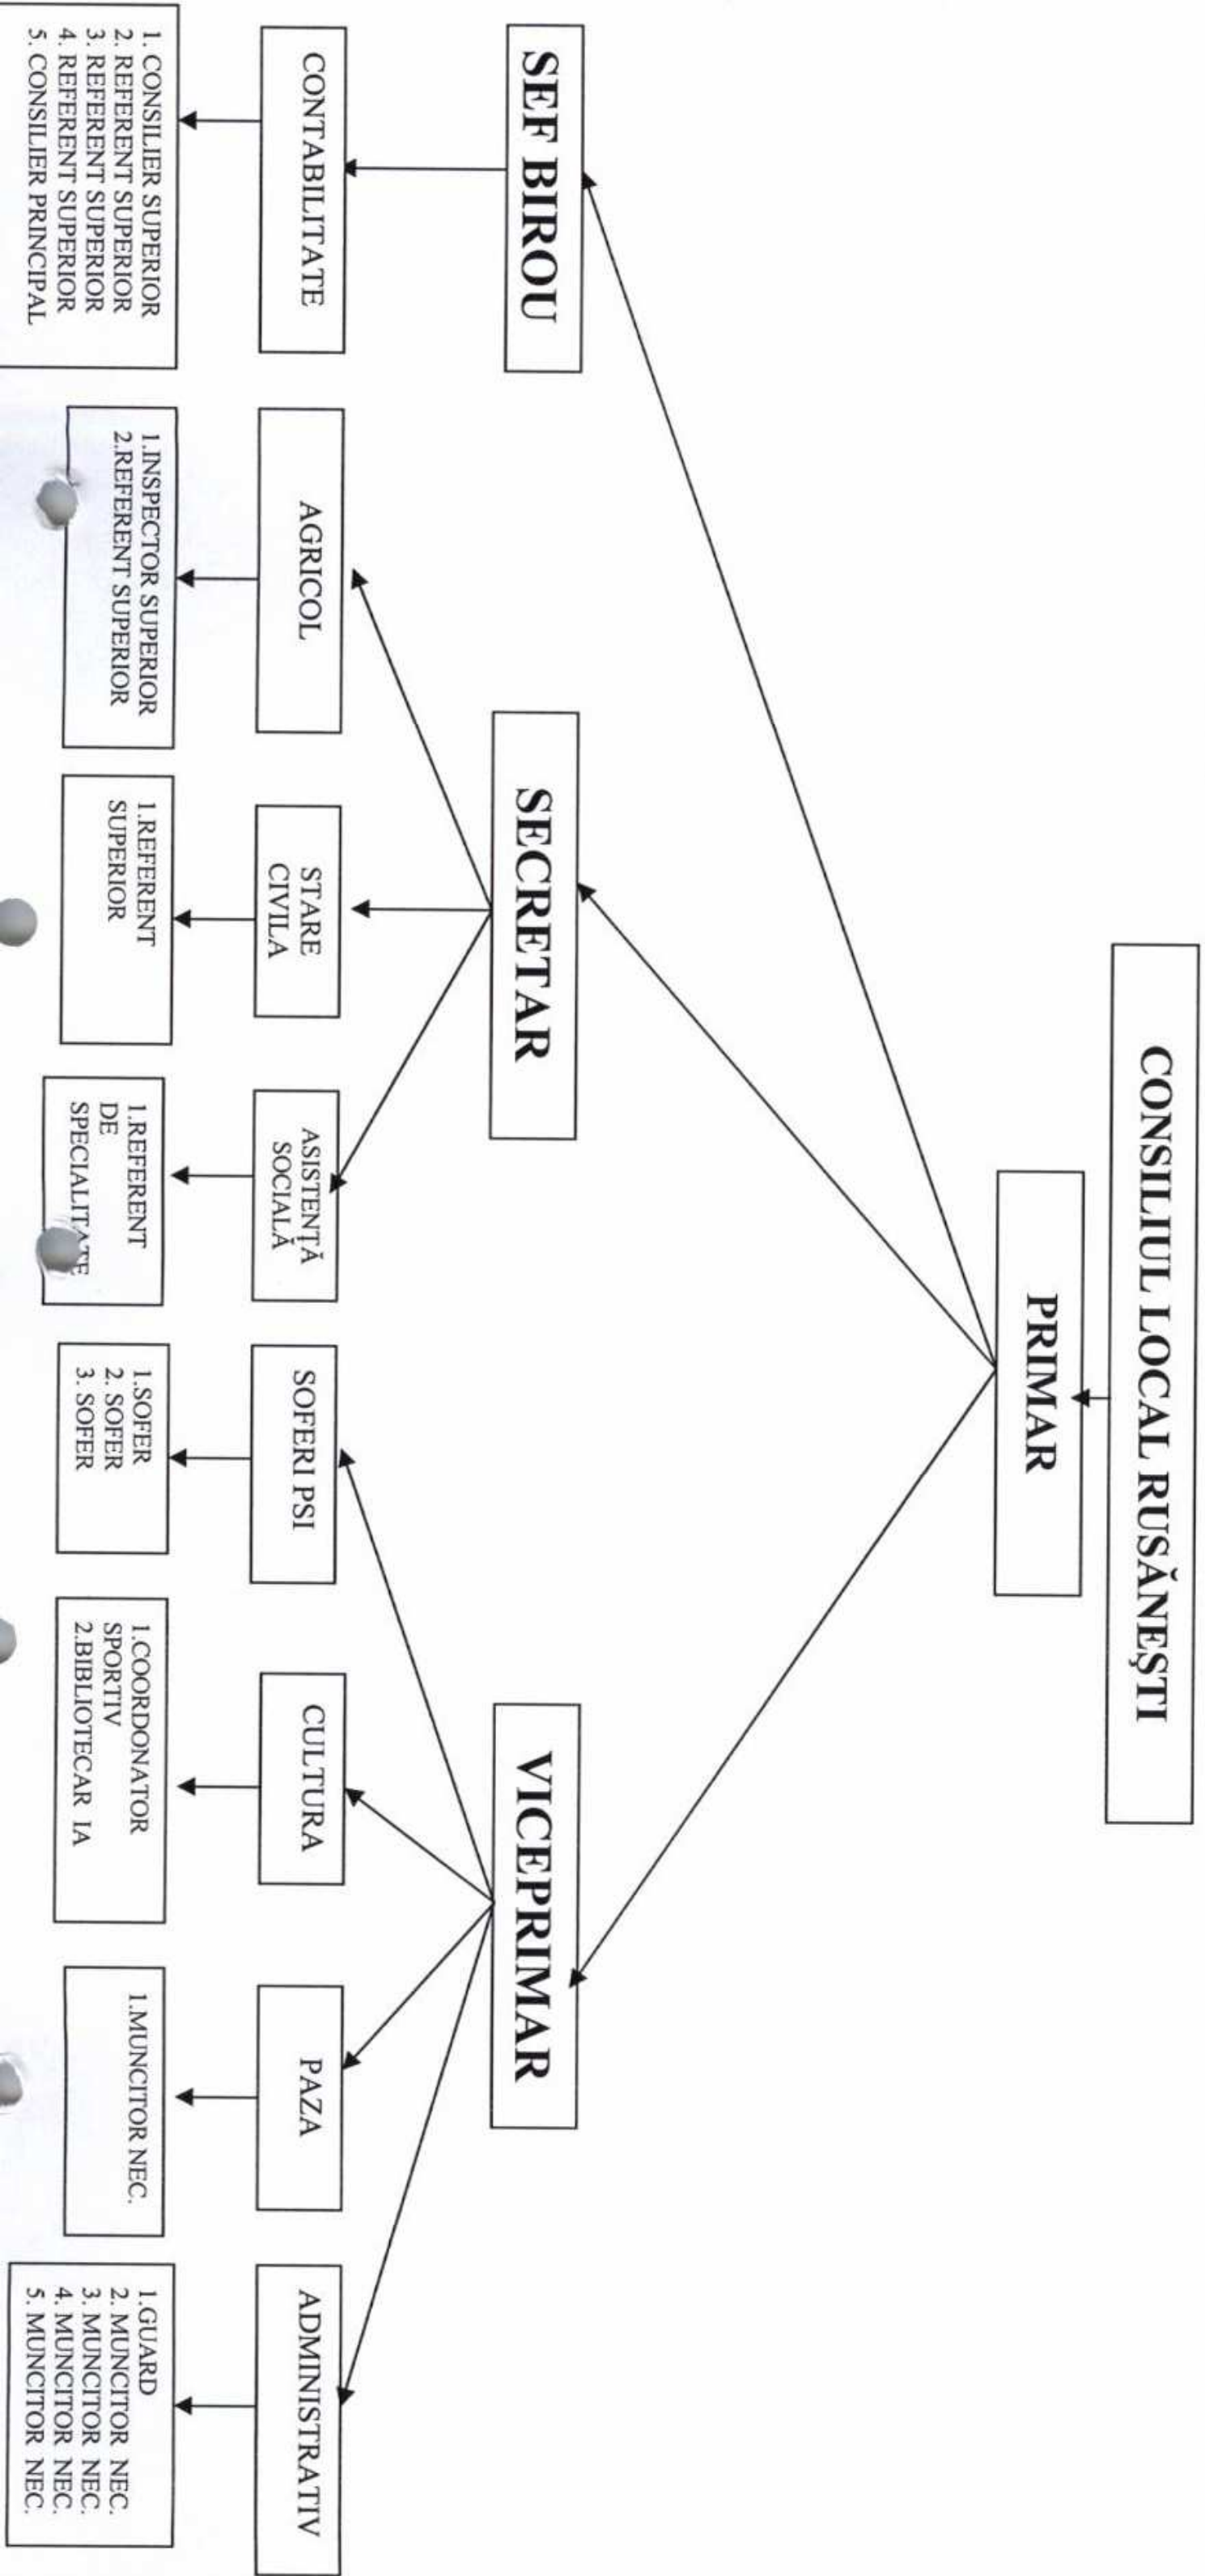 CONSILIUL LOCAL RUSĂNEŞTI
PRIMAR
SEF BIROU
SECRETAR
VICEPRIMAR
CONTABILITATE
AGRICOL
STARE
CIVILA
ASISTENŢĂ
SOCIALĂ
SOFERI PSI
CULTURA
PAZA
ADMINISTRATIV
1. CONSILIER SUPERIOR
2. REFERENT SUPERIOR
3. REFERENT SUPERIOR
4. REFERENT SUPERIOR
5. CONSILIER PRINCIPAL
1.INSPECTOR SUPERIOR
2.REFERENT SUPERIOR
1.REFERENT
SUPERIOR
1.REFERENT
DE
SPECIALITATE
1.SOFER
2. SOFER
3. SOFER
1.COORDONATOR
SPORTIV
2.BIBLIOTECAR IA
1.MUNCITOR NEC.
1.GUARD
2. MUNCITOR NEC.
3. MUNCITOR NEC.
4. MUNCITOR NEC.
5. MUNCITOR NEC.